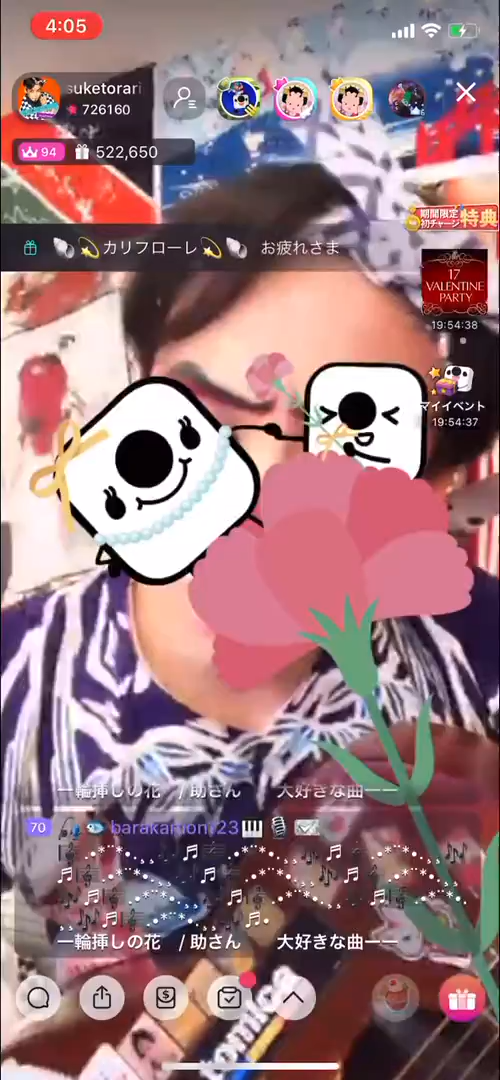 4:05
suketorari
726160
94 522,650
期間限定
初チャージ 特典
カリフローレ お疲れさま
17
VALENTINE
PARTY
19:54:38
マイイベント
19:54:37
一輪挿しの花 / 助さん 大好きな曲ーー
70 barakamon123
一輪挿しの花 / 助さん 大好きな曲ーー